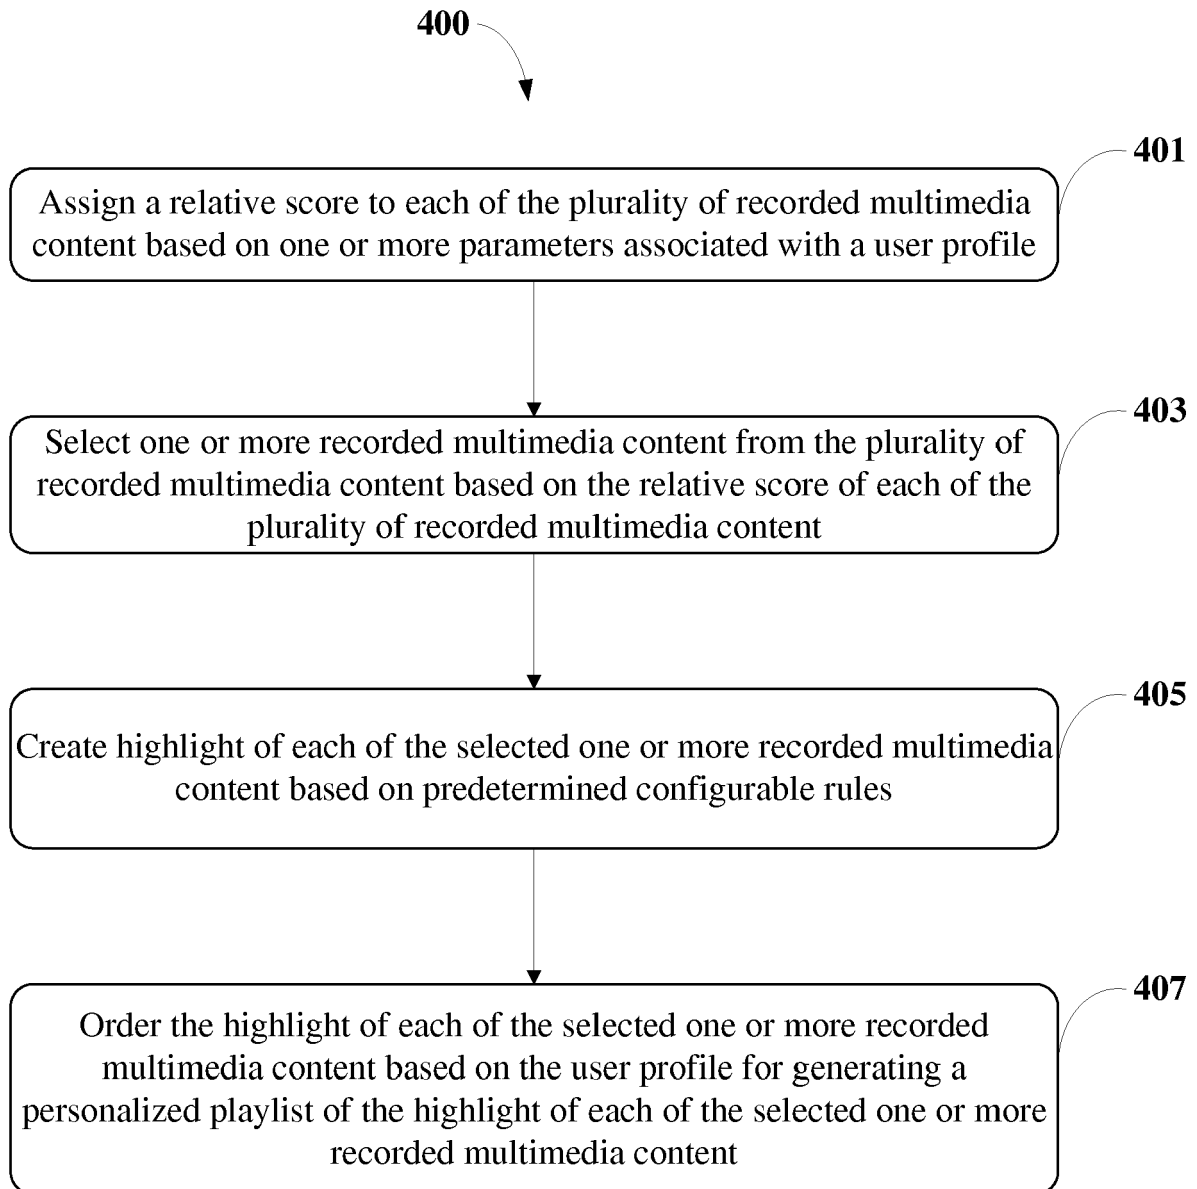 400
401
Assign a relative score to each of the plurality of recorded multimedia
content based on one or more parameters associated with a user profile
403
Select one or more recorded multimedia content from the plurality of
recorded multimedia content based on the relative score of each of the
plurality of recorded multimedia content
405
Create highlight of each of the selected one or more recorded multimedia
content based on predetermined configurable rules
407
Order the highlight of each of the selected one or more recorded
multimedia content based on the user profile for generating a
personalized playlist of the highlight of each of the selected one or more
recorded multimedia content